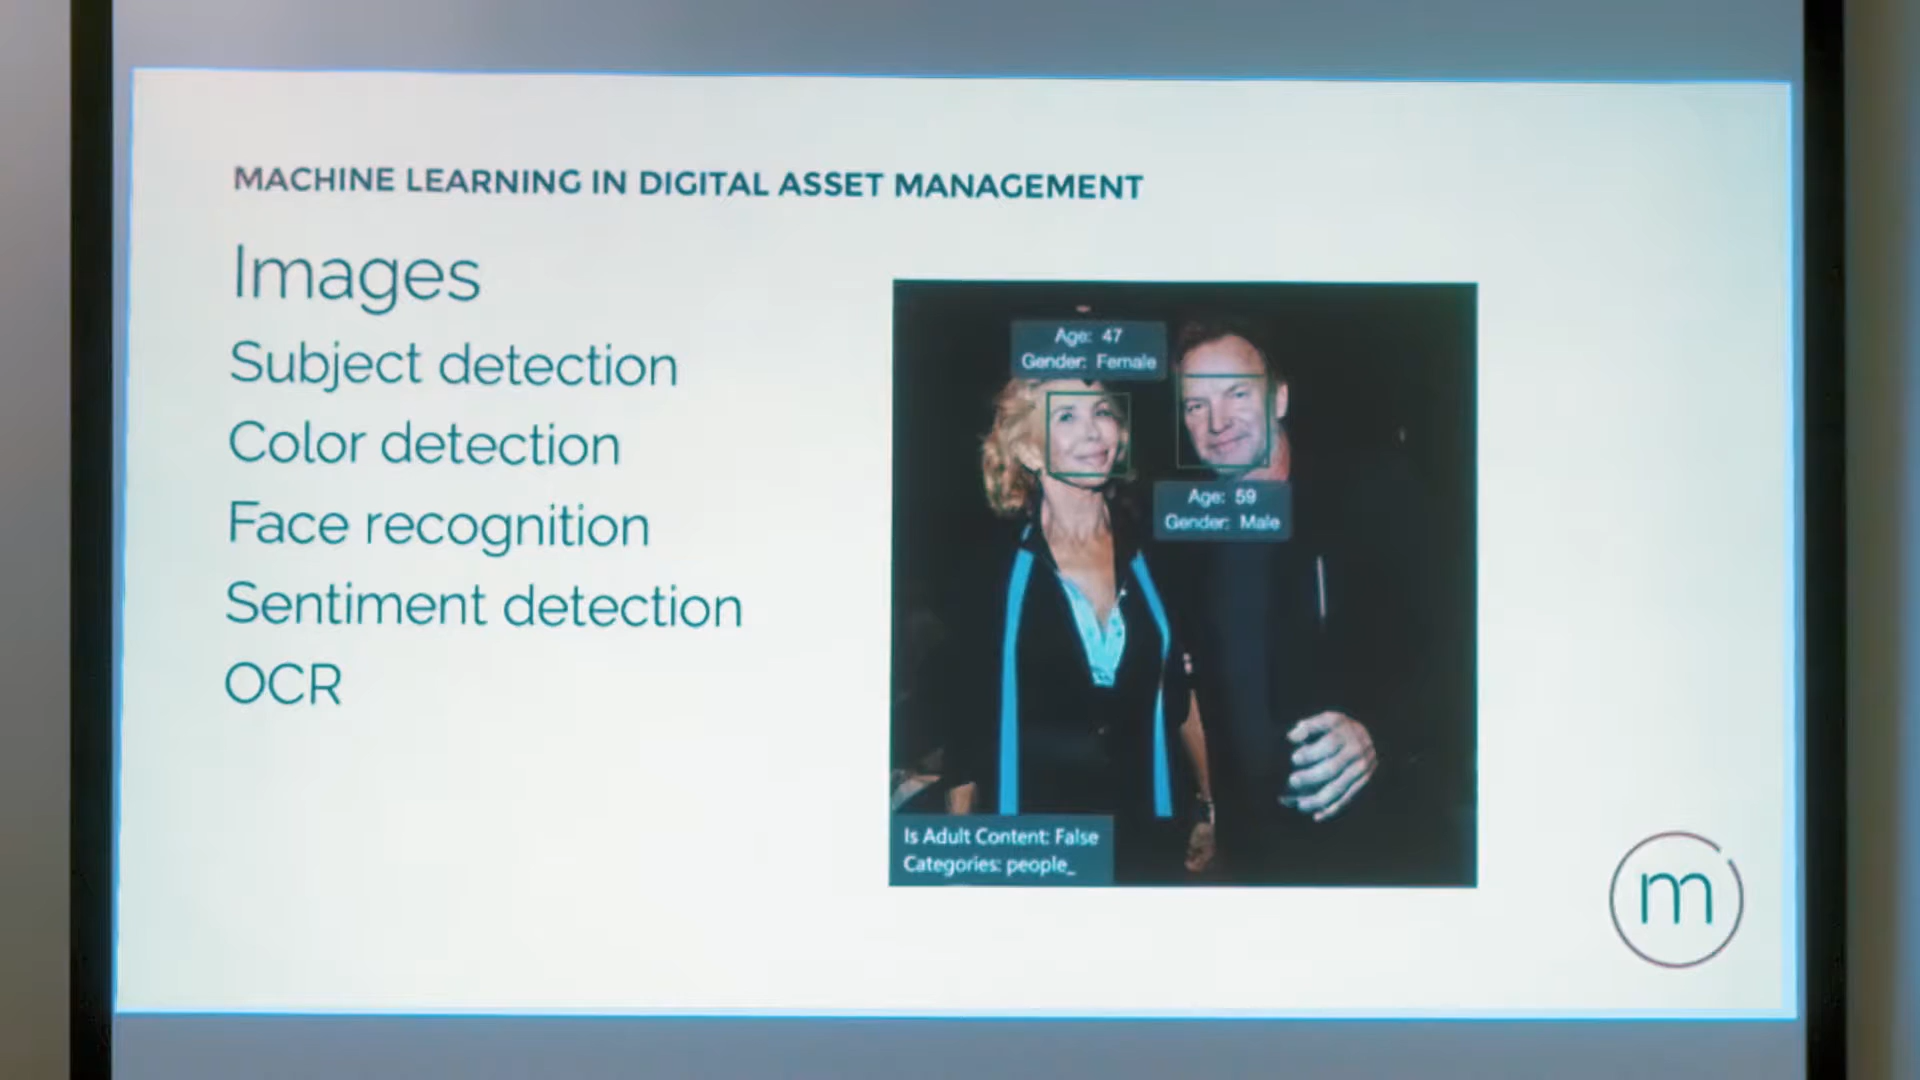 MACHINE LEARNING IN DIGITAL ASSET MANAGEMENT
Images
Subject detection
Color detection
Face recognition
Sentiment detection
OCR
Age: 47
Gender: Female
Age: 59
Gender: Male
Is Adult Content: False
Categories: people_
m